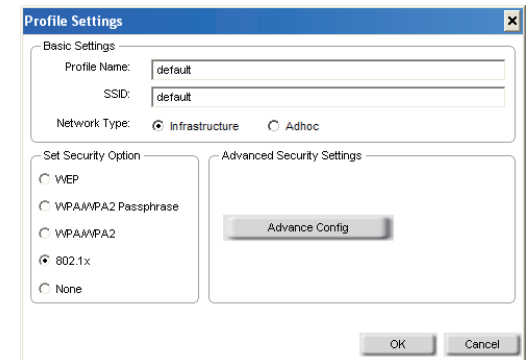 Profile Settings
Basic Settings
Profile Name: default
SSID: default
Network Type: Infrastructure Adhoc
Set Security Option
WEP
WPA/WPA2 Passphrase
WPA/WPA2
802.1x
None
Advanced Security Settings
Advance Config
OK Cancel